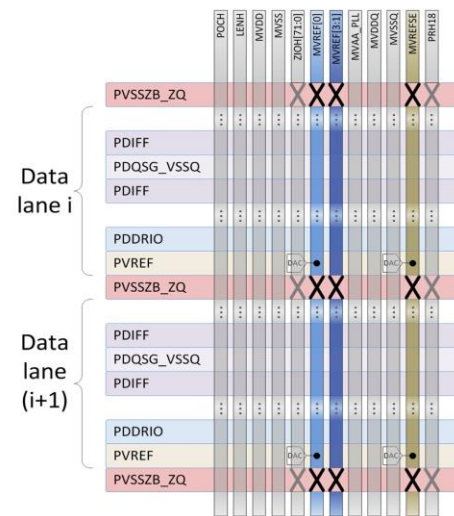 POCH
LENH
MVDD
MVSS
ZIOH[71:0]
MVREF[0]
MVREF[3:1]
MVAA_PLL
MVDDQ
MVSSQ
MVREFSE
PRH18
PVSSZB_ZQ
Data
lane i
PDIFF
PDQSG_VSSQ
PDIFF
PDDRIO
PVREF
DAC
DAC
PVSSZB_ZQ
Data
lane
(i+1)
PDIFF
PDQSG_VSSQ
PDIFF
PDDRIO
PVREF
DAC
DAC
PVSSZB_ZQ